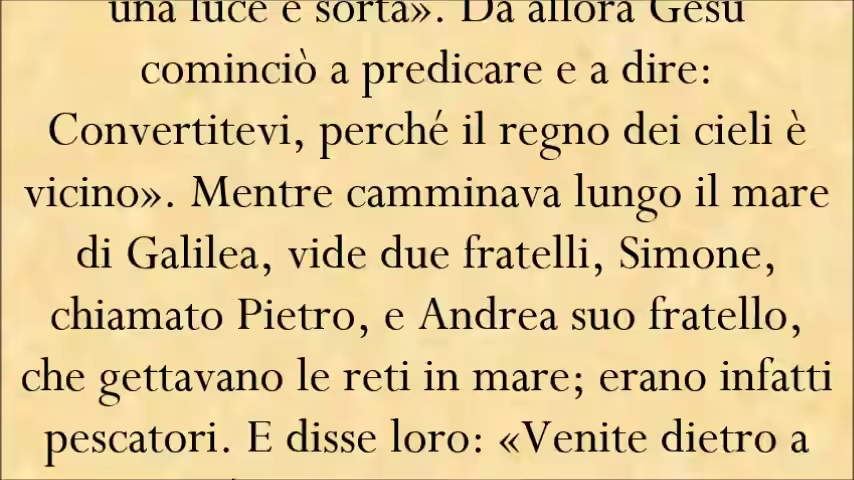 una luce è sorta». Da allora Gesù
cominciò a predicare e a dire:
Convertitevi, perché il regno dei cieli è
vicino». Mentre camminava lungo il mare
di Galilea, vide due fratelli, Simone,
chiamato Pietro, e Andrea suo fratello,
che gettavano le reti in mare; erano infatti
pescatori. E disse loro: «Venite dietro a